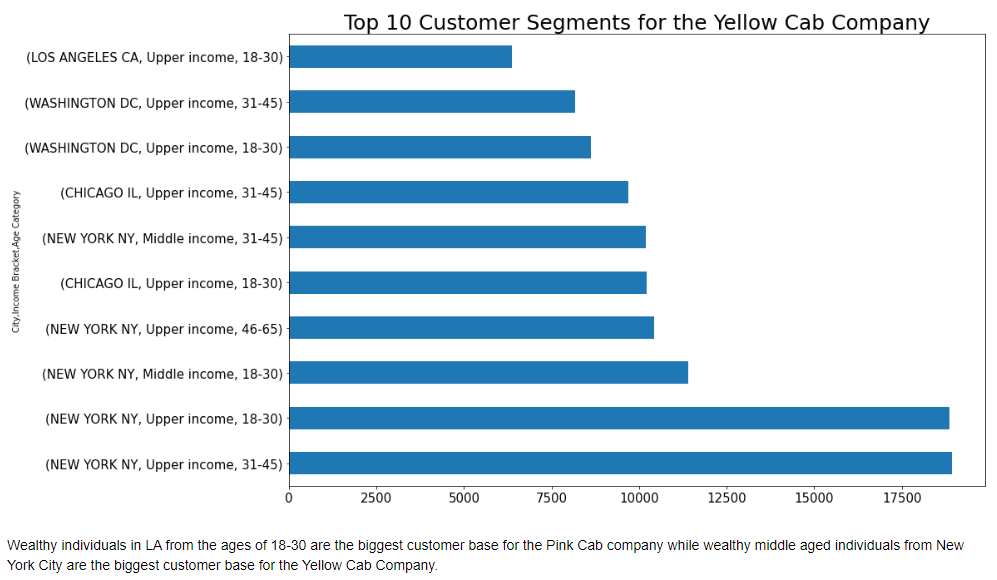 Top 10 Customer Segments for the Yellow Cab Company
(LOS ANGELES CA, Upper income, 18-30)
(WASHINGTON DC, Upper income, 31-45)
(WASHINGTON DC, Upper income, 18-30)
(CHICAGO IL, Upper income, 31-45)
(NEW YORK NY, Middle income, 31-45)
(CHICAGO IL, Upper income, 18-30)
(NEW YORK NY, Upper income, 46-65)
(NEW YORK NY, Middle income, 18-30)
(NEW YORK NY, Upper income, 18-30)
(NEW YORK NY, Upper income, 31-45)
City,Income Bracket,Age Category
0 2500 5000 7500 10000 12500 15000 17500
Wealthy individuals in LA from the ages of 18-30 are the biggest customer base for the Pink Cab company while wealthy middle aged individuals from New
York City are the biggest customer base for the Yellow Cab Company.